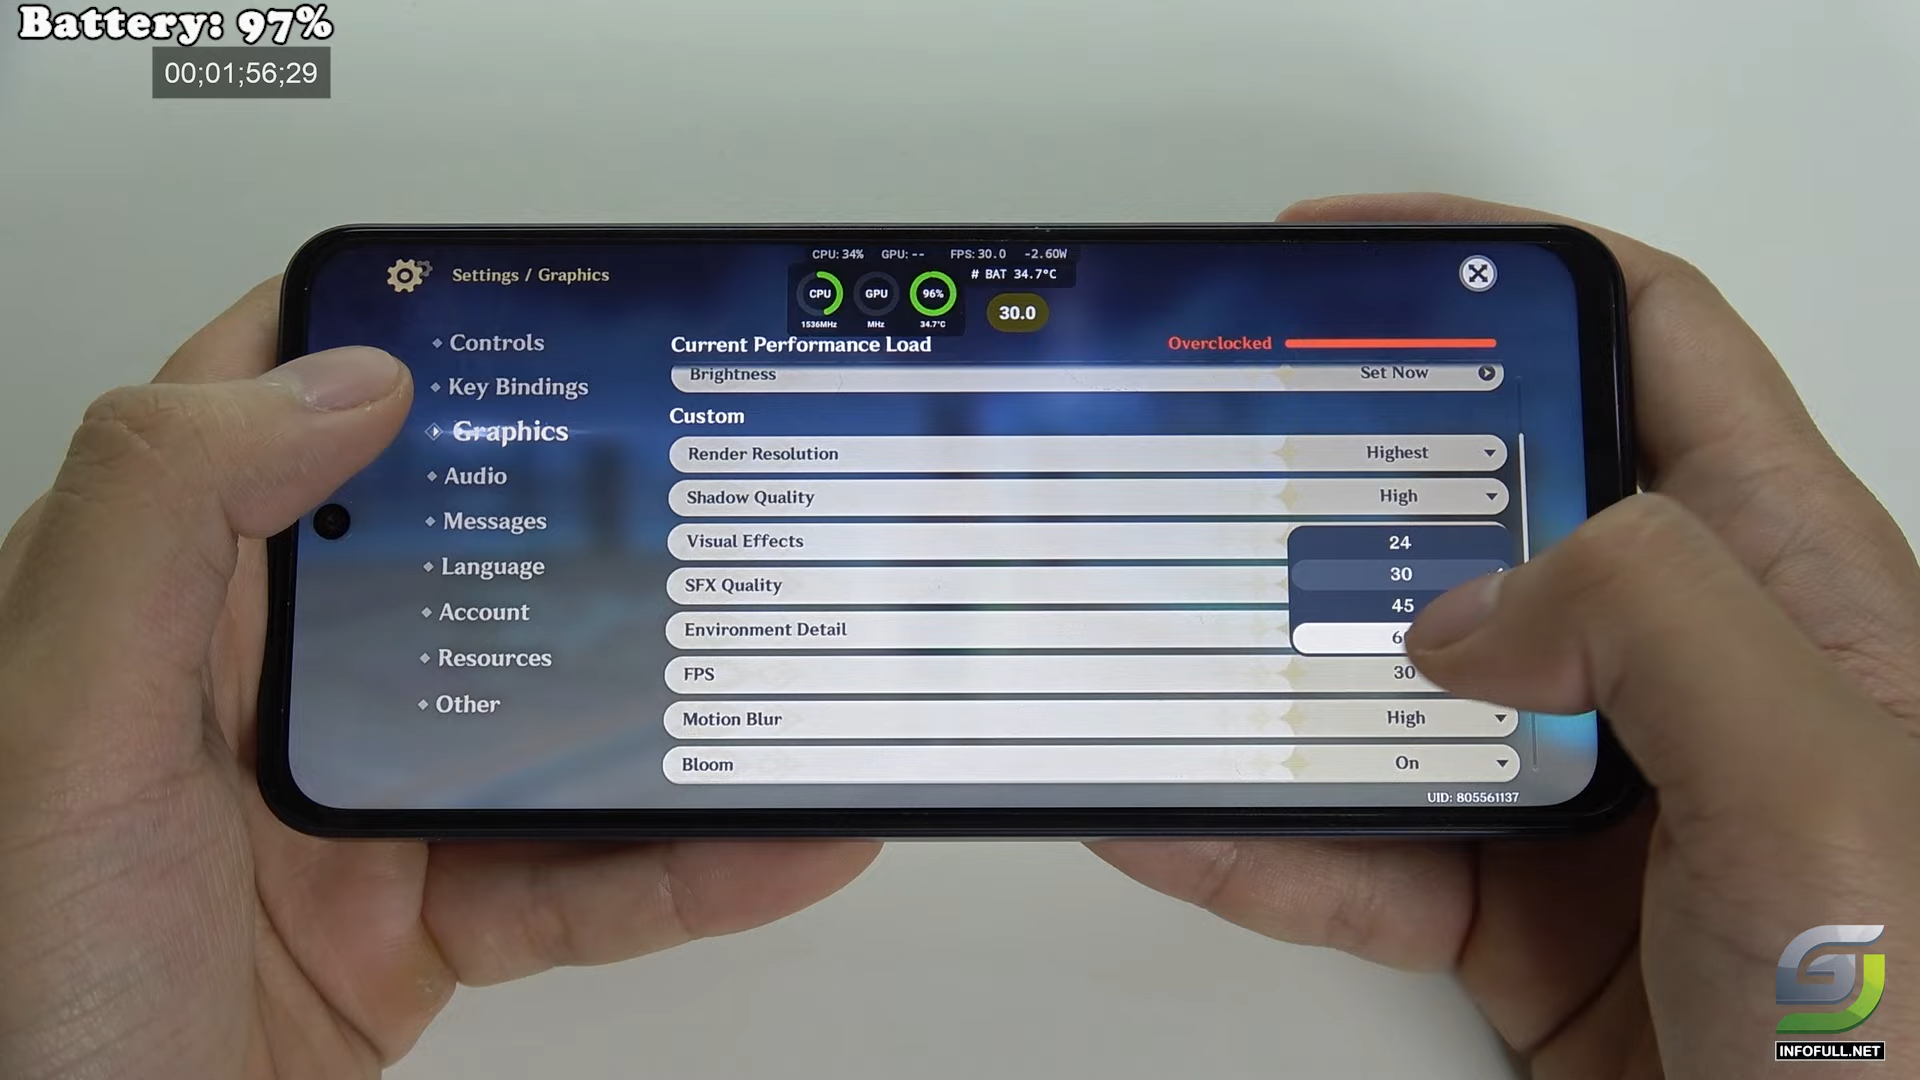 Battery: 97%
00;01;56;29
CPU: 34% GPU: -- FPS: 30.0 -2.60W
# BAT 34.7°C
CPU GPU 96%
1536MHz MHz 34.7°C
30.0
Settings / Graphics
Controls
Key Bindings
Graphics
Audio
Messages
Language
Account
Resources
Other
Current Performance Load Overclocked
Brightness Set Now
Custom
Render Resolution Highest
Shadow Quality High
Visual Effects
SFX Quality
Environment Detail
24
30
45
FPS 30
Motion Blur High
Bloom On
UID: 805561137
INFOFULL.NET